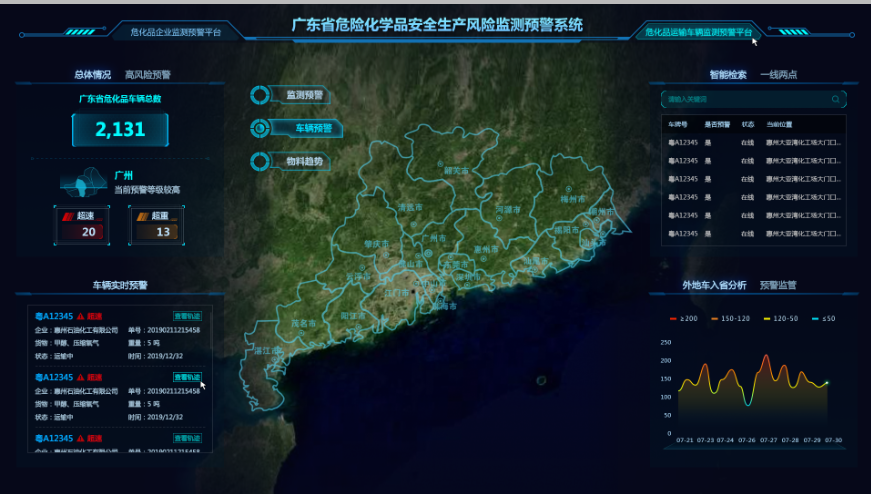 危化品企业监测预警平台
广东省危险化学品安全生产风险监测预警系统
危化品运输车辆监测预警平台
总体情况 高风险预警
广东省危化品车辆总数
2,131
广州
当前预警等级较高
超速
20
超重
13
监测预警
车辆预警
物料趋势
智能检索 一线两点
请输入关键词
车牌号 是否预警 状态 当前位置
粤A12345 是 在线 惠州大亚湾化工场大门口...
粤A12345 是 在线 惠州大亚湾化工场大门口...
粤A12345 是 在线 惠州大亚湾化工场大门口...
粤A12345 是 在线 惠州大亚湾化工场大门口...
粤A12345 是 在线 惠州大亚湾化工场大门口...
粤A12345 是 在线 惠州大亚湾化工场大门口...
韶关市
清远市
河源市
梅州市
潮州市
揭阳市
汕头市
汕尾市
肇庆市
广州市
惠州市
佛山市
东莞市
深圳市
云浮市
江门市
中山市
珠海市
阳江市
茂名市
湛江市
车辆实时预警
粤A12345 超速 查看轨迹
企业：惠州石油化工有限公司 单号：20190211215458
货物：甲醇、压缩氧气 重量：5 吨
状态：运输中 时间：2019/12/32
粤A12345 超速 查看轨迹
企业：惠州石油化工有限公司 单号：20190211215458
货物：甲醇、压缩氧气 重量：5 吨
状态：运输中 时间：2019/12/32
粤A12345 超速 查看轨迹
企业：惠州石油化工有限公司 单号：20190211215458
外地车入省分析 预警监管
≥200 150-120 120-50 ≤50
250
200
150
100
50
0
07-21 07-23 07-24 07-26 07-27 07-28 07-29 07-30